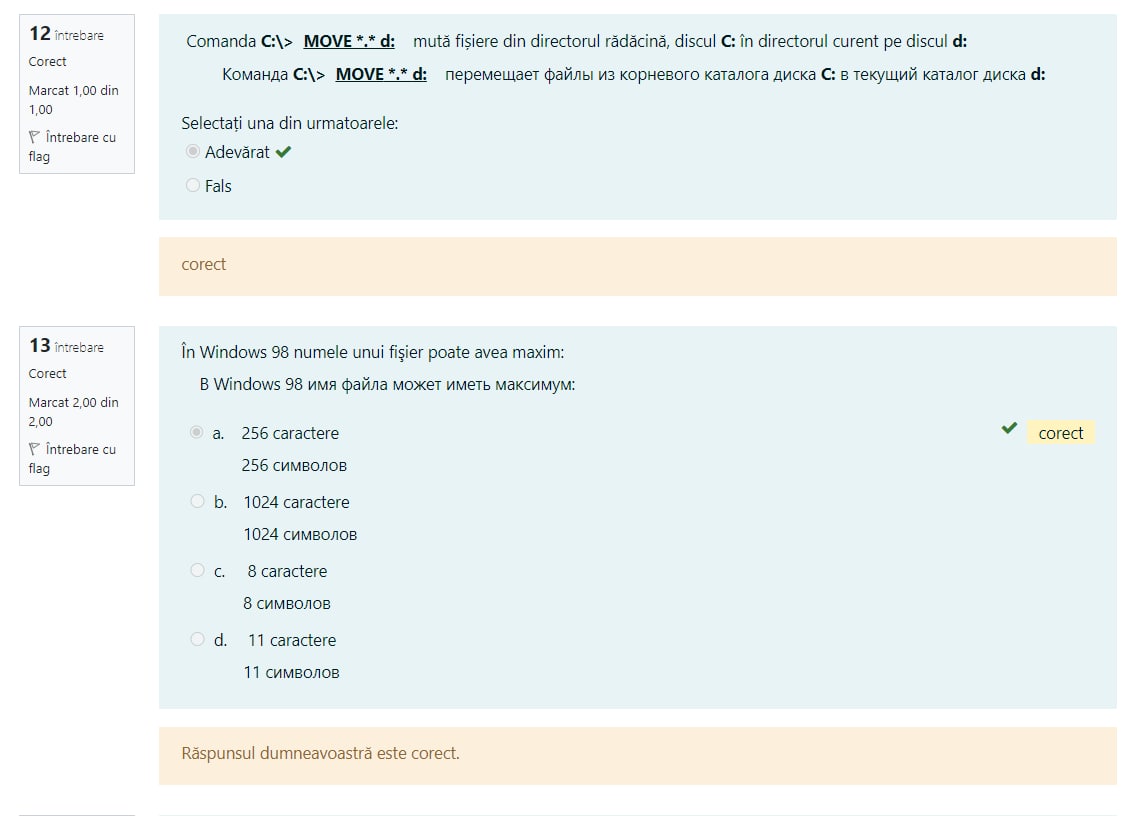 12 întrebare
Corect
Marcat 1,00 din
1,00
Întrebare cu
flag
Comanda C:\> MOVE *.* d: mută fișiere din directorul rădăcină, discul C: în directorul curent pe discul d:
Команда C:\> MOVE *.* d: перемещает файлы из корневого каталога диска C: в текущий каталог диска d:
Selectați una din urmatoarele:
Adevărat
Fals
corect
13 întrebare
Corect
Marcat 2,00 din
2,00
Întrebare cu
flag
În Windows 98 numele unui fişier poate avea maxim:
В Windows 98 имя файла может иметь максимум:
a. 256 caractere
corect
256 символов
b. 1024 caractere
1024 символов
c. 8 caractere
8 символов
d. 11 caractere
11 символов
Răspunsul dumneavoastră este corect.